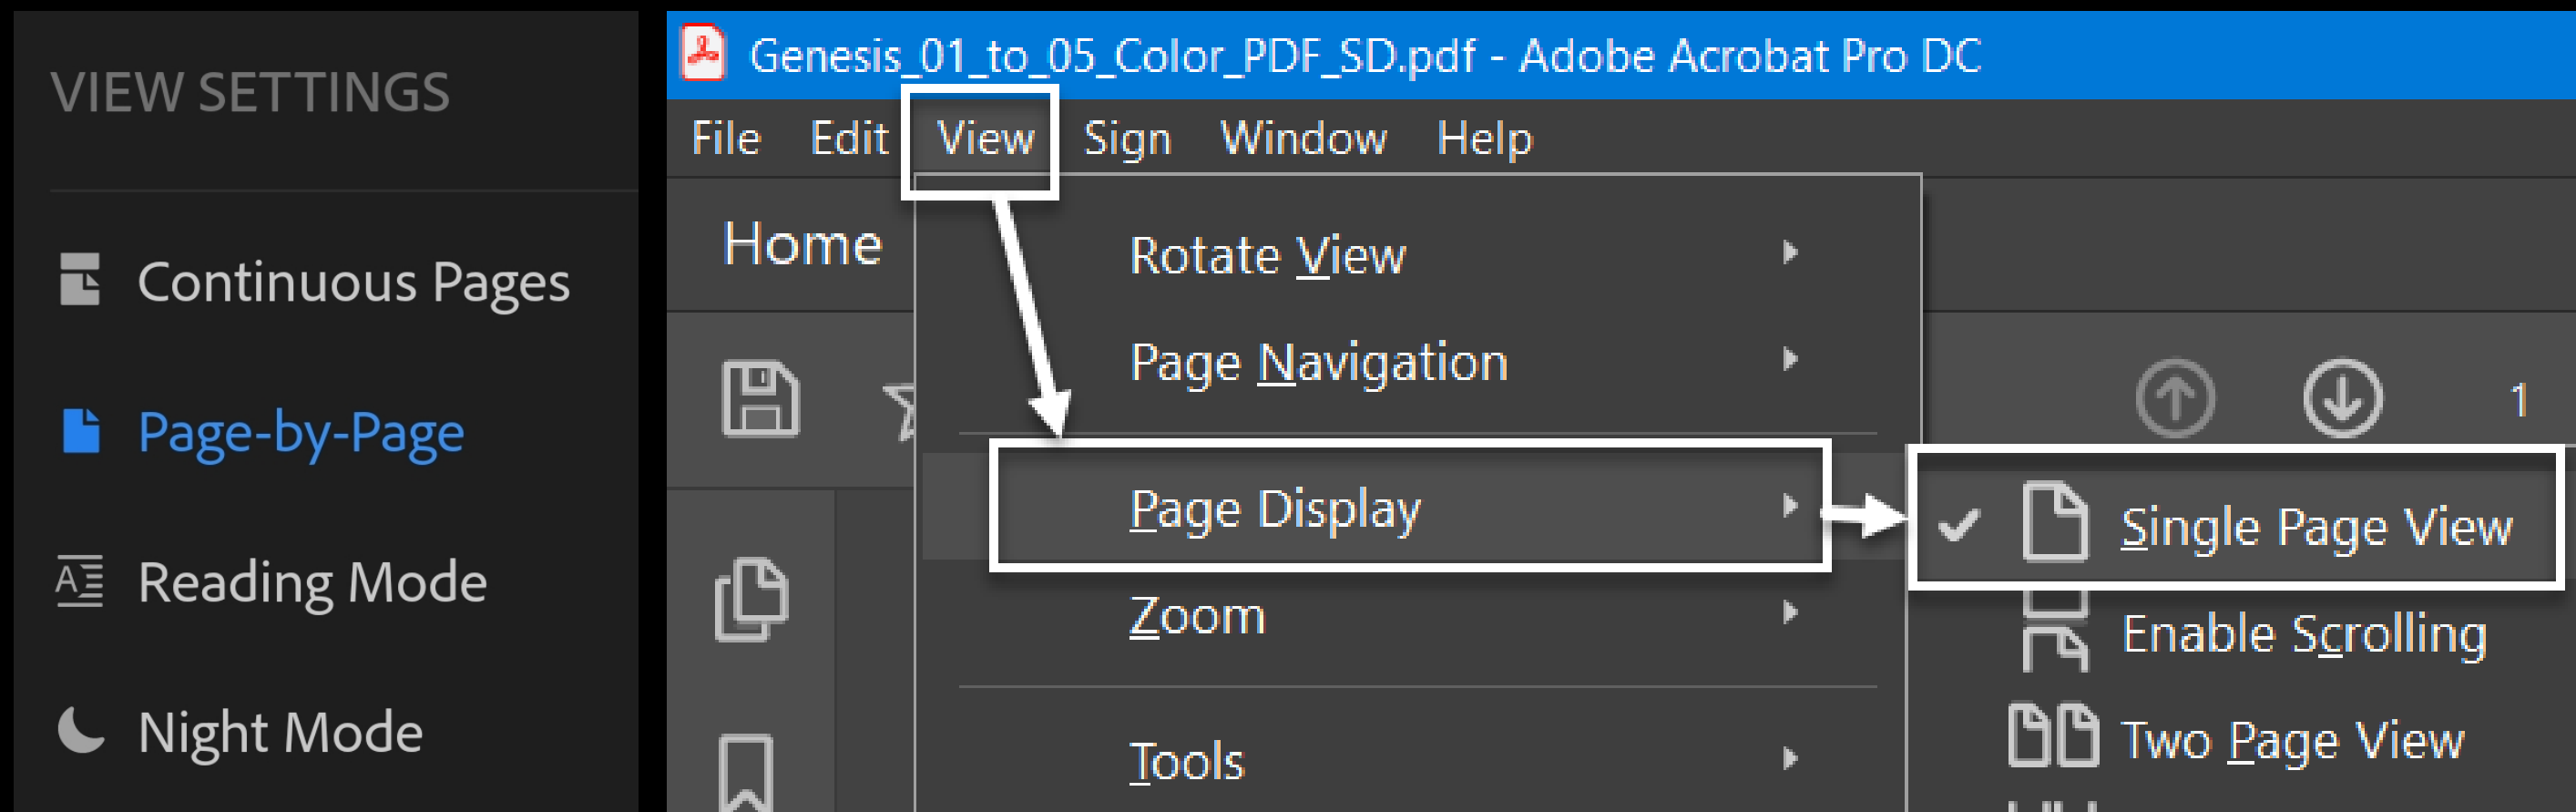 VIEW SETTINGS
Continuous Pages
Page-by-Page
Reading Mode
Night Mode
Genesis_01_to_05_Color_PDF_SD.pdf - Adobe Acrobat Pro DC
File Edit View Sign Window Help
Home
Rotate View
Page Navigation
1
Page Display
Single Page View
Zoom
Enable Scrolling
Two Page View
Tools